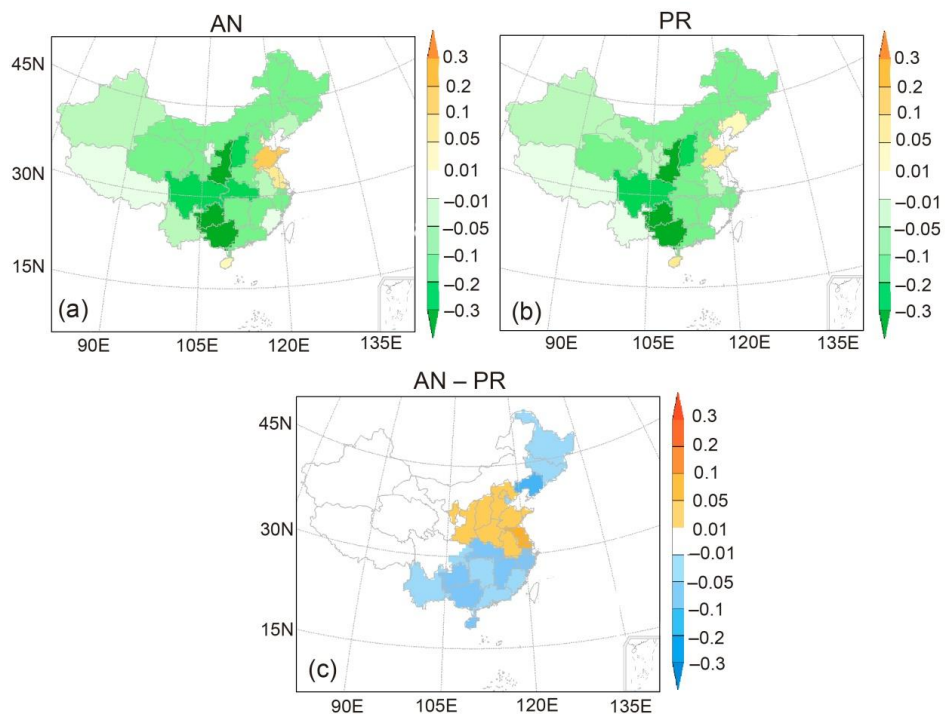 AN
45N
30N
15N
(a)
90E
105E
120E
135E
0.3
0.2
0.1
0.05
0.01
–0.01
–0.05
–0.1
–0.2
–0.3
PR
(b)
90E
105E
120E
135E
0.3
0.2
0.1
0.05
0.01
–0.01
–0.05
–0.1
–0.2
–0.3
AN – PR
45N
30N
15N
(c)
90E
105E
120E
135E
0.3
0.2
0.1
0.05
0.01
–0.01
–0.05
–0.1
–0.2
–0.3